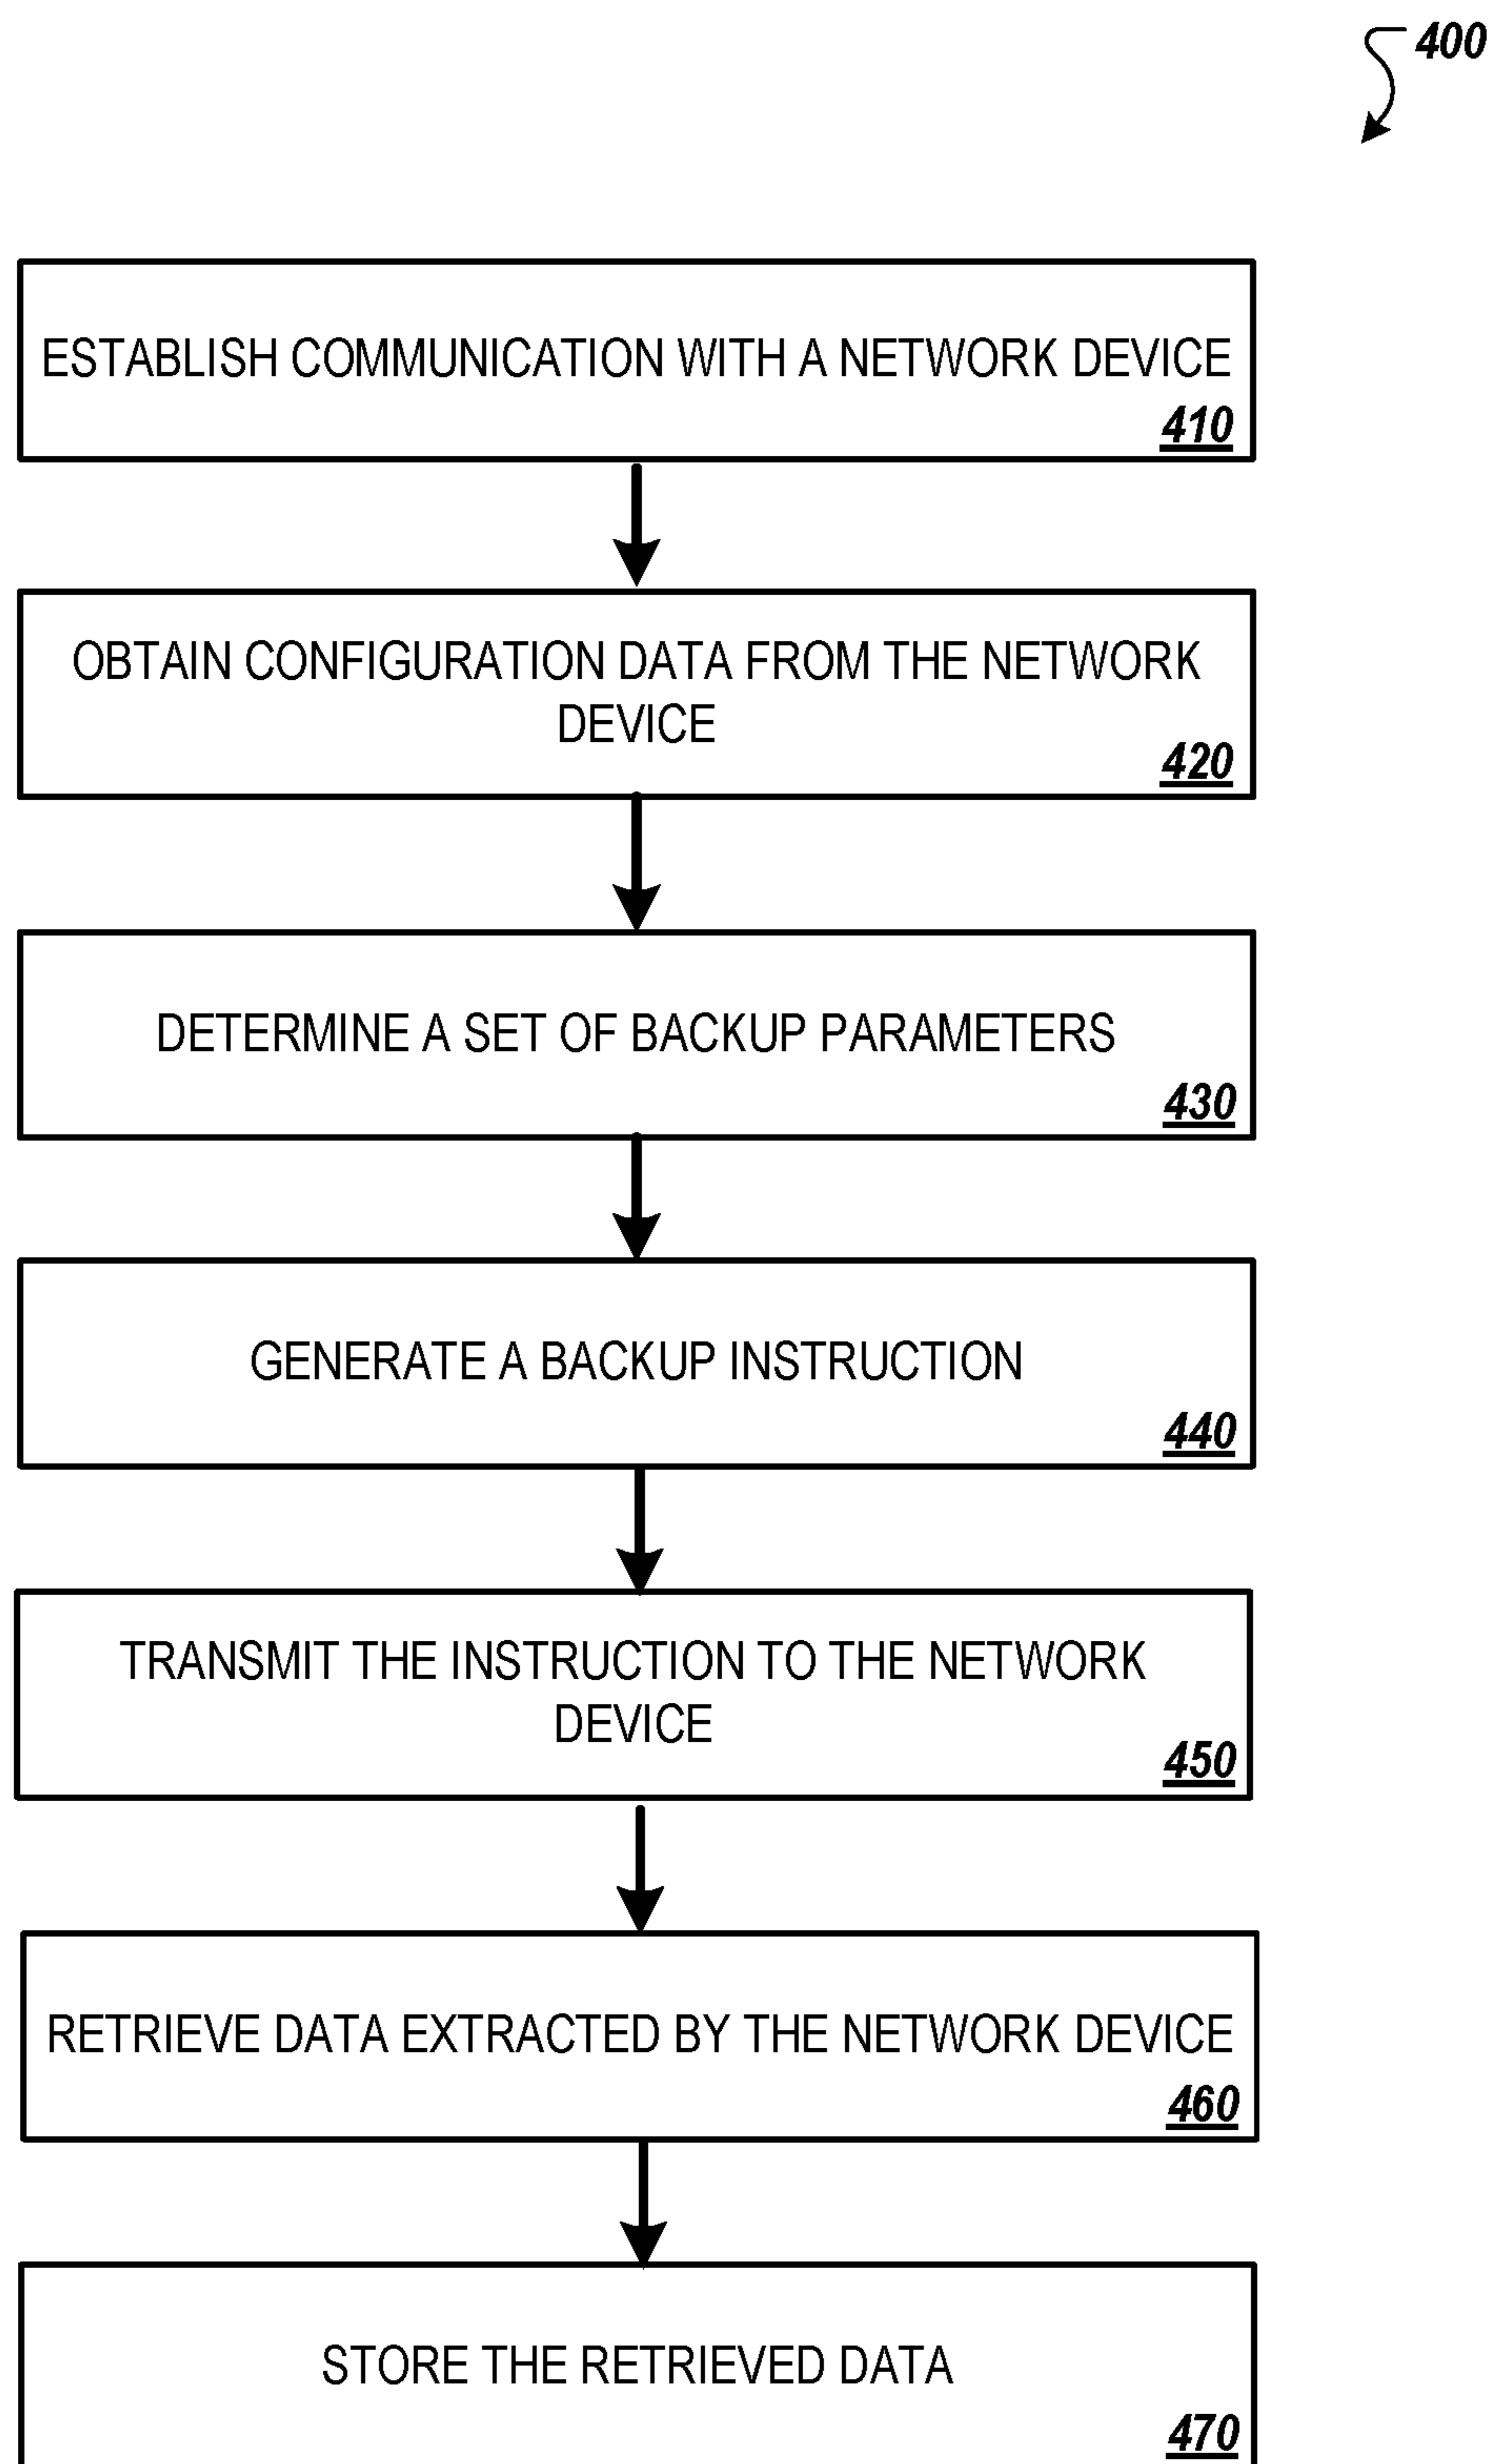 400
ESTABLISH COMMUNICATION WITH A NETWORK DEVICE
410
OBTAIN CONFIGURATION DATA FROM THE NETWORK
DEVICE
420
DETERMINE A SET OF BACKUP PARAMETERS
430
GENERATE A BACKUP INSTRUCTION
440
TRANSMIT THE INSTRUCTION TO THE NETWORK
DEVICE
450
RETRIEVE DATA EXTRACTED BY THE NETWORK DEVICE
460
STORE THE RETRIEVED DATA
470